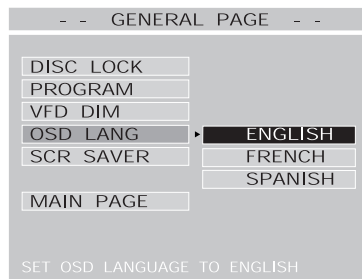 - - GENERAL PAGE - -
DISC LOCK
PROGRAM
VFD DIM
OSD LANG ENGLISH
SCR SAVER FRENCH
SPANISH
MAIN PAGE
SET OSD LANGUAGE TO ENGLISH